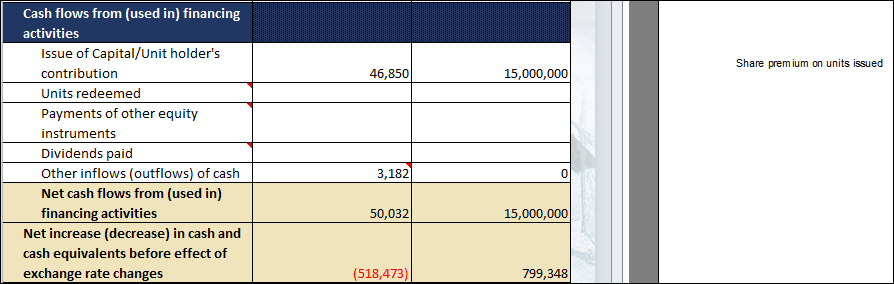 Cash flows from (used in) financing
activities
Issue of Capital/Unit holder's
contribution 46,850 15,000,000
Share premium on units issued
Units redeemed
Payments of other equity
instruments
Dividends paid
Other inflows (outflows) of cash 3,182 0
Net cash flows from (used in)
financing activities 50,032 15,000,000
Net increase (decrease) in cash and
cash equivalents before effect of
exchange rate changes (518,473) 799,348